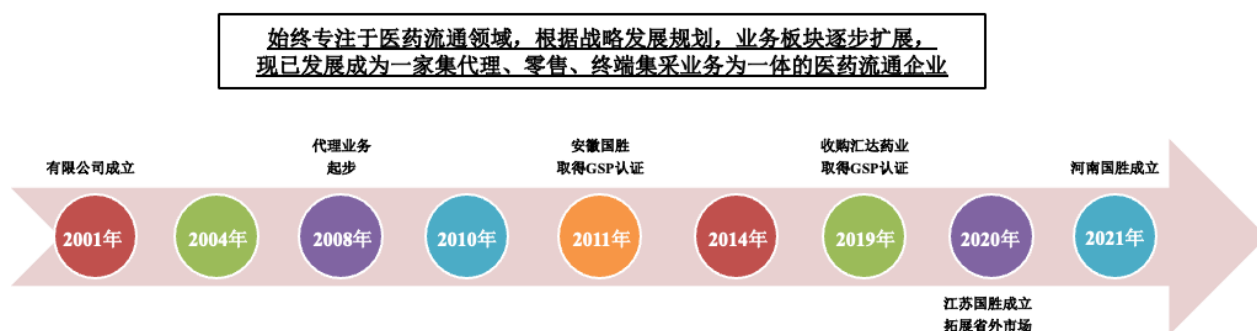 始终专注于医药流通领域，根据战略发展规划，业务板块逐步扩展，
现已发展成为一家集代理、零售、终端集采业务为一体的医药流通企业
有限公司成立
代理业务
起步
安徽国胜
取得GSP认证
收购汇达药业
取得GSP认证
河南国胜成立
2001年
2004年
2008年
2010年
2011年
2014年
2019年
2020年
2021年
江苏国胜成立
拓展省外市场